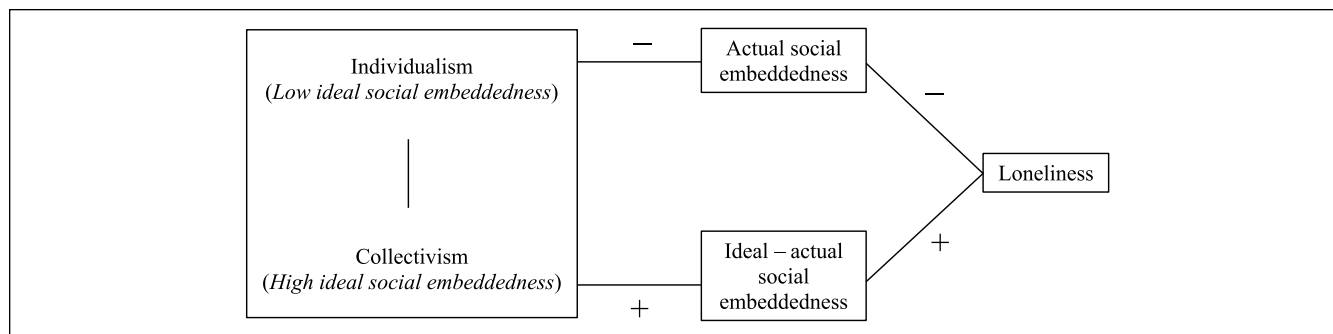 Individualism
(Low ideal social embeddedness)
Collectivism
(High ideal social embeddedness)
−
+
Actual social
embeddedness
Ideal – actual
social
embeddedness
−
+
Loneliness